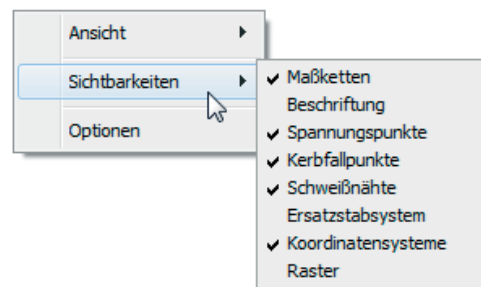 Ansicht
Sichtbarkeiten
Optionen
Maßketten
Beschriftung
Spannungspunkte
Kerbfallpunkte
Schweißnähte
Ersatzstabsystem
Koordinatensysteme
Raster